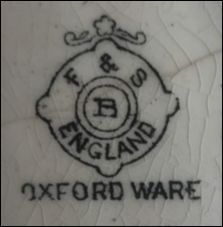 F & S
B
ENGLAND
OXFORD WARE